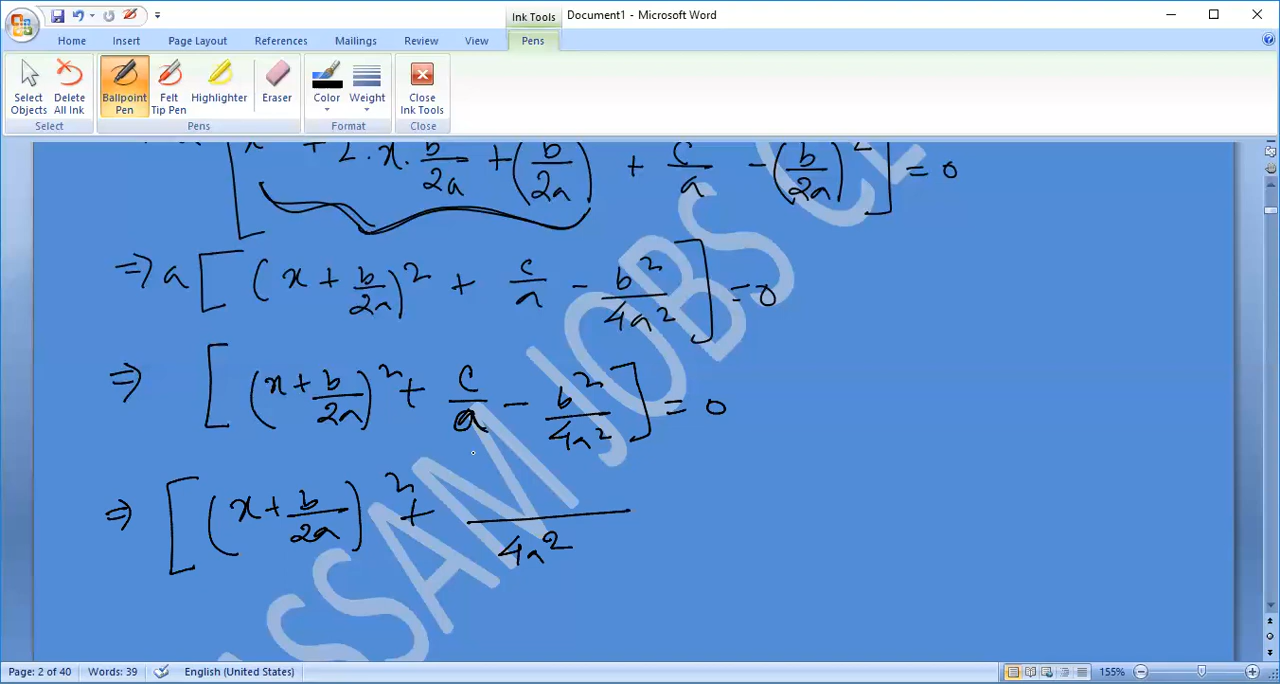 Ink Tools
Document1 - Microsoft Word
Home Insert Page Layout References Mailings Review View Pens
Select Objects
Delete All Ink
Ballpoint Pen
Felt Tip Pen
Highlighter
Eraser
Color
Weight
Close Ink Tools
Select Pens Format Close
[x + 2·x·b/2a + (b/2a) + c/a - (b/2a)²] = 0
⇒ a[(x + b/2a)² + c/a - b²/4a²] = 0
⇒ [(x + b/2a)² + c/a - b²/4a²] = 0
⇒ [(x + b/2a)² + /4a²
SSAM JOBS
Page: 2 of 40 Words: 39 English (United States) 155%